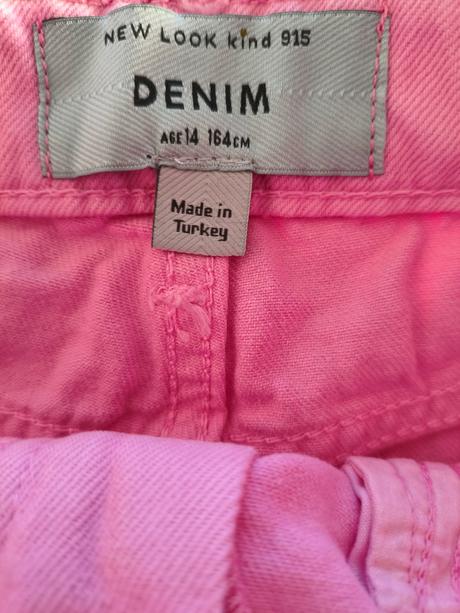 NEW LOOK kind 915
DENIM
AGE 14 164CM
Made in
Turkey